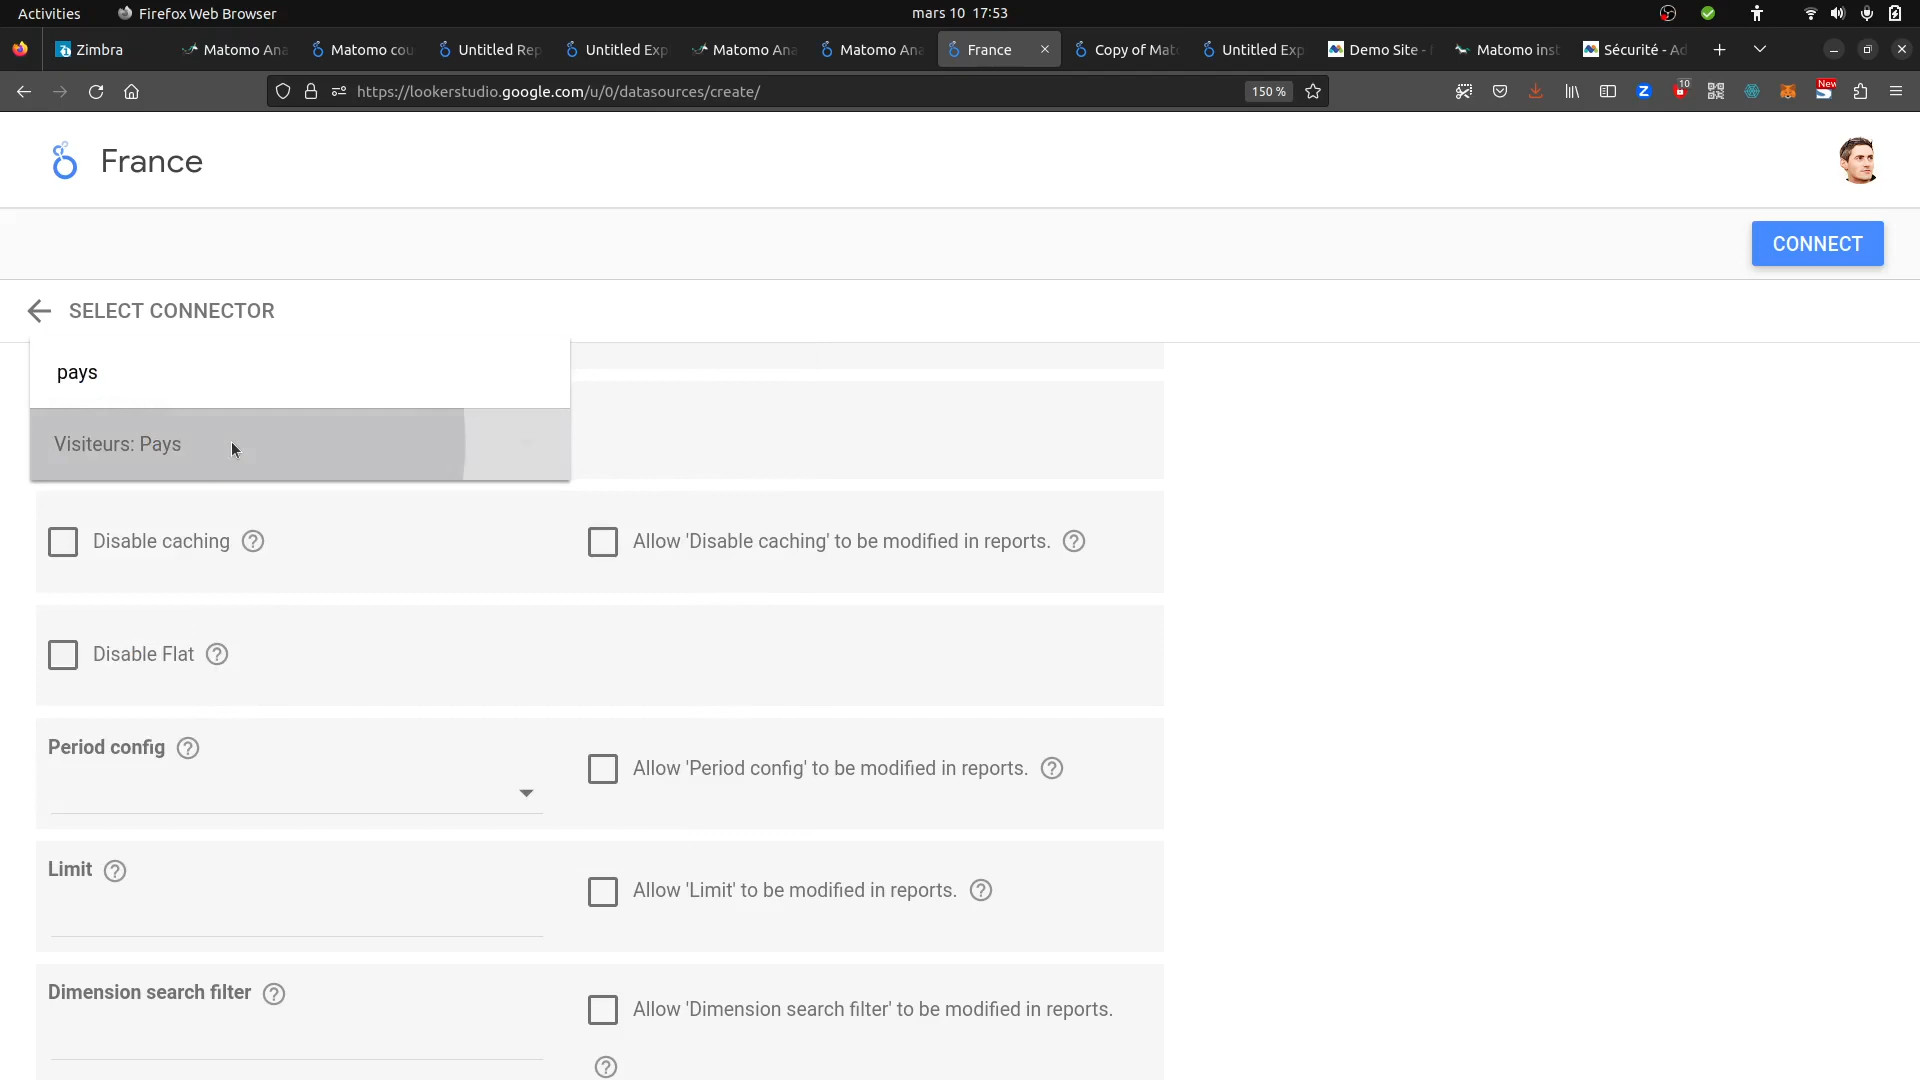 Activities
Firefox Web Browser
mars 10 17:53
Zimbra
Matomo Ana
Matomo cou
Untitled Rep
Untitled Exp
Matomo Ana
Matomo Ana
France
Copy of Mat
Untitled Exp
Demo Site -
Matomo inst
Sécurité - Ad
https://lookerstudio.google.com/u/0/datasources/create/
150 %
10
New
France
CONNECT
SELECT CONNECTOR
pays
Visiteurs: Pays
Disable caching
Allow 'Disable caching' to be modified in reports.
Disable Flat
Period config
Allow 'Period config' to be modified in reports.
Limit
Allow 'Limit' to be modified in reports.
Dimension search filter
Allow 'Dimension search filter' to be modified in reports.